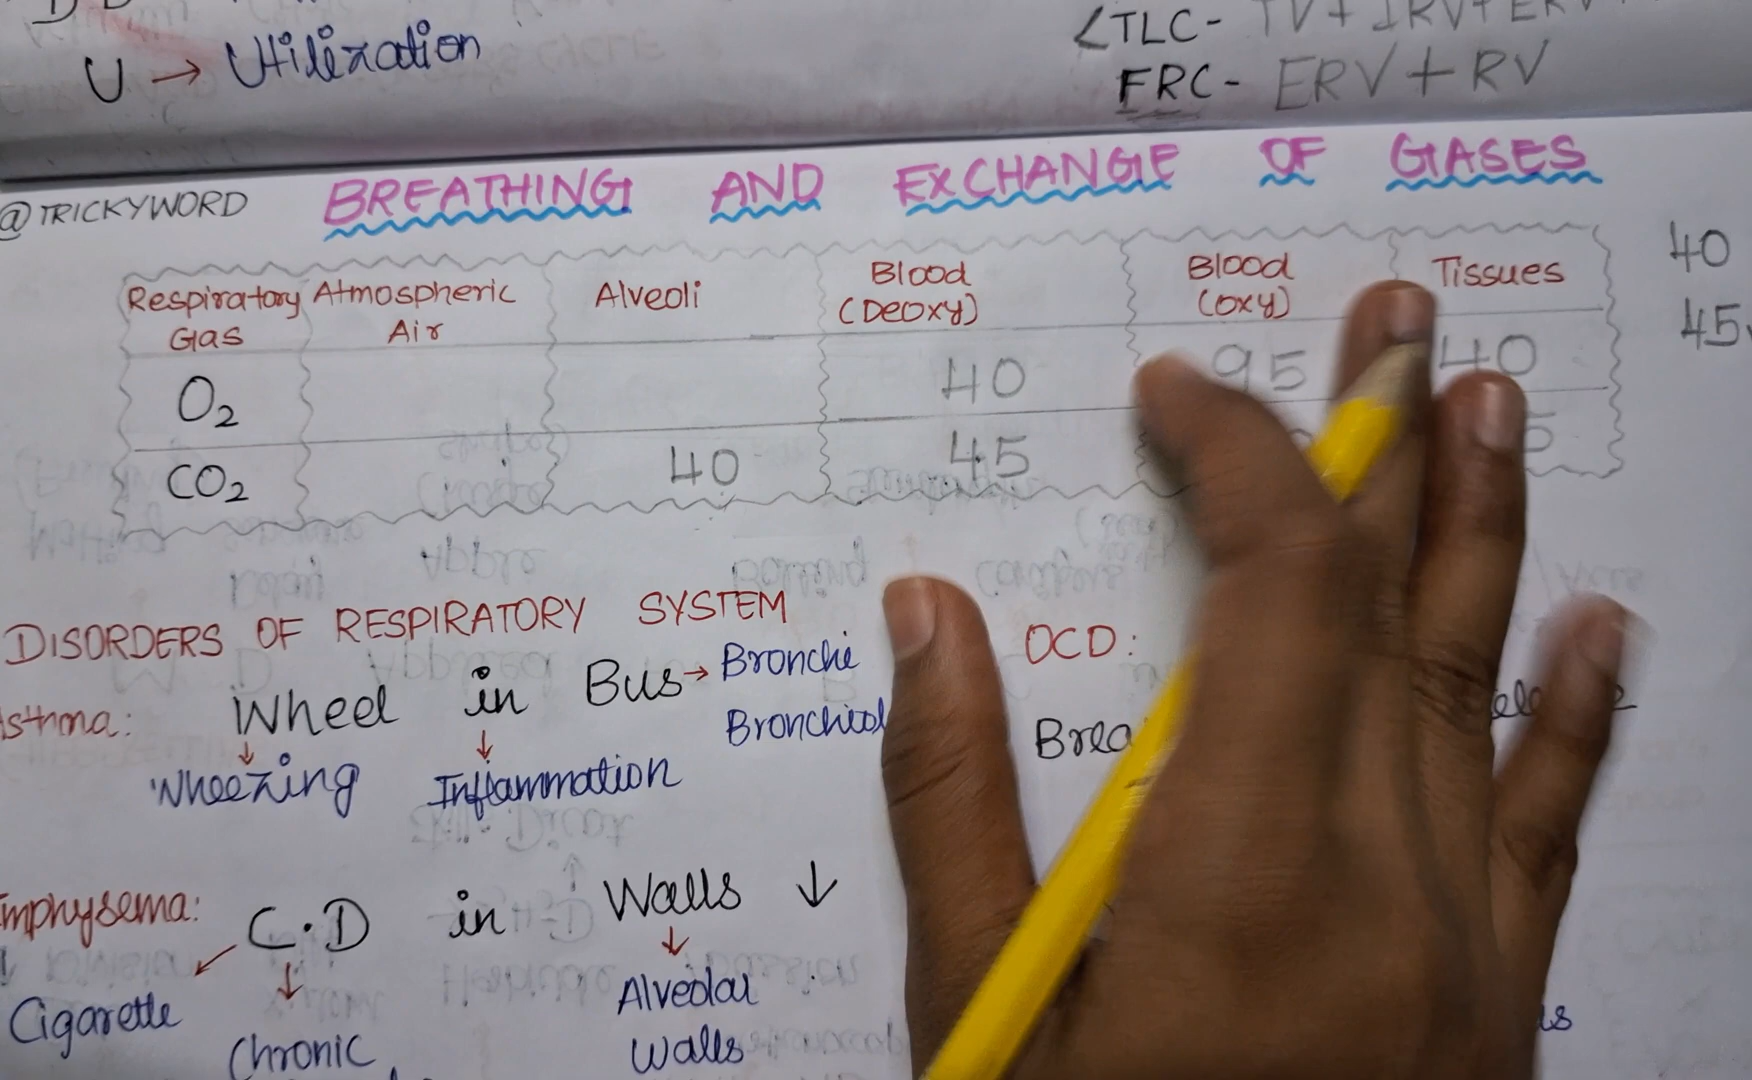 U → Utilization
<TLC- TV + IRV + ERV
FRC- ERV + RV
@TRICKYWORD BREATHING AND EXCHANGE OF GASES
Respiratory Gas
Atmospheric Air
Alveoli
Blood (Deoxy)
Blood (oxy)
Tissues
O₂ 40 95 40
CO₂ 40 45
40
45
DISORDERS OF RESPIRATORY SYSTEM
Wheel in Bus → Bronchi
Bronchiol
Wheezing Inflammation
OCD:
C.D in Walls ↓
Cigarette
Chronic
Alveolar
Walls